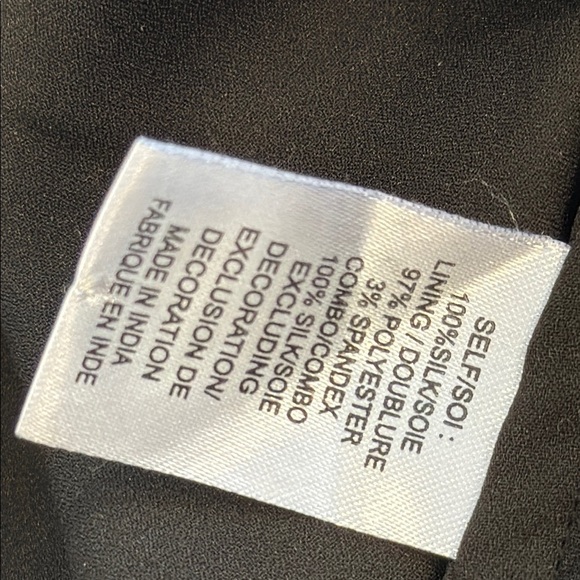 SELF/SOI :
100%SILK/SOIE
LINING / DOUBLURE
97% POLYESTER
3% SPANDEX
COMBO/COMBO
100% SILK/SOIE
EXCLUDING
DECORATION/
EXCLUSION DE
DECORATION
MADE IN INDIA
FABRIQUE EN INDE